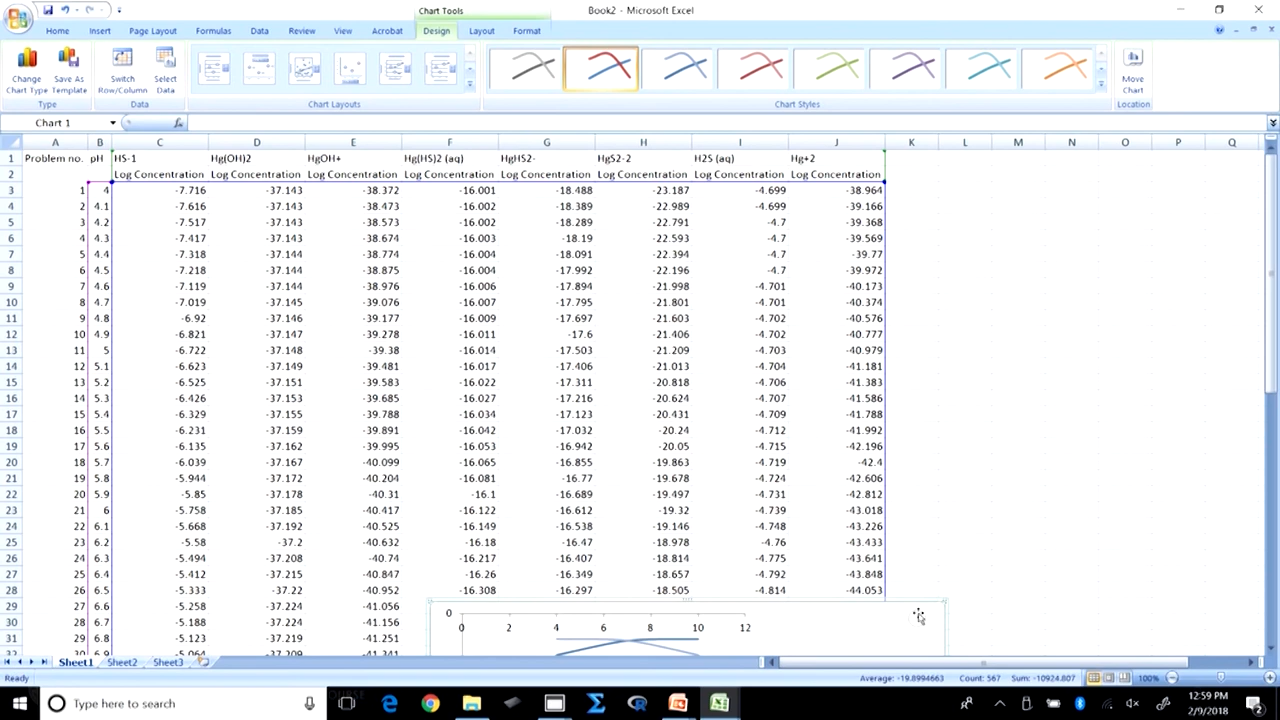 Chart Tools
Book2 - Microsoft Excel
Home Insert Page Layout Formulas Data Review View Acrobat Design Layout Format
Change Chart Type
Save As Template
Switch Row/Column
Select Data
Move Chart
Type Data Chart Layouts Chart Styles Location
Chart 1
A B C D E F G H I J K L M N O P Q
1 Problem no. pH HS-1 Hg(OH)2 HgOH+ Hg(HS)2 (aq) HgHS2- HgS2-2 H2S (aq) Hg+2
2 Log Concentration Log Concentration Log Concentration Log Concentration Log Concentration Log Concentration Log Concentration Log Concentration
3 1 4 -7.716 -37.143 -38.372 -16.001 -18.488 -23.187 -4.699 -38.964
4 2 4.1 -7.616 -37.143 -38.473 -16.002 -18.389 -22.989 -4.699 -39.166
5 3 4.2 -7.517 -37.143 -38.573 -16.002 -18.289 -22.791 -4.7 -39.368
6 4 4.3 -7.417 -37.143 -38.674 -16.003 -18.19 -22.593 -4.7 -39.569
7 5 4.4 -7.318 -37.144 -38.774 -16.004 -18.091 -22.394 -4.7 -39.77
8 6 4.5 -7.218 -37.144 -38.875 -16.004 -17.992 -22.196 -4.7 -39.972
9 7 4.6 -7.119 -37.144 -38.976 -16.006 -17.894 -21.998 -4.701 -40.173
10 8 4.7 -7.019 -37.145 -39.076 -16.007 -17.795 -21.801 -4.701 -40.374
11 9 4.8 -6.92 -37.146 -39.177 -16.009 -17.697 -21.603 -4.702 -40.576
12 10 4.9 -6.821 -37.147 -39.278 -16.011 -17.6 -21.406 -4.702 -40.777
13 11 5 -6.722 -37.148 -39.38 -16.014 -17.503 -21.209 -4.703 -40.979
14 12 5.1 -6.623 -37.149 -39.481 -16.017 -17.406 -21.013 -4.704 -41.181
15 13 5.2 -6.525 -37.151 -39.583 -16.022 -17.311 -20.818 -4.706 -41.383
16 14 5.3 -6.426 -37.153 -39.685 -16.027 -17.216 -20.624 -4.707 -41.586
17 15 5.4 -6.329 -37.155 -39.788 -16.034 -17.123 -20.431 -4.709 -41.788
18 16 5.5 -6.231 -37.159 -39.891 -16.042 -17.032 -20.24 -4.712 -41.992
19 17 5.6 -6.135 -37.162 -39.995 -16.053 -16.942 -20.05 -4.715 -42.196
20 18 5.7 -6.039 -37.167 -40.099 -16.065 -16.855 -19.863 -4.719 -42.4
21 19 5.8 -5.944 -37.172 -40.204 -16.081 -16.77 -19.678 -4.724 -42.606
22 20 5.9 -5.85 -37.178 -40.31 -16.1 -16.689 -19.497 -4.731 -42.812
23 21 6 -5.758 -37.185 -40.417 -16.122 -16.612 -19.32 -4.739 -43.018
24 22 6.1 -5.668 -37.192 -40.525 -16.149 -16.538 -19.146 -4.748 -43.226
25 23 6.2 -5.58 -37.2 -40.632 -16.18 -16.47 -18.978 -4.76 -43.433
26 24 6.3 -5.494 -37.208 -40.74 -16.217 -16.407 -18.814 -4.775 -43.641
27 25 6.4 -5.412 -37.215 -40.847 -16.26 -16.349 -18.657 -4.792 -43.848
28 26 6.5 -5.333 -37.22 -40.952 -16.308 -16.297 -18.505 -4.814 -44.053
29 27 6.6 -5.258 -37.224 -41.056
30 28 6.7 -5.188 -37.224 -41.156
31 29 6.8 -5.123 -37.219 -41.251
32 30 6.9 -5.064 -37.209 -41.341
0
0 2 4 6 8 10 12
Sheet1 Sheet2 Sheet3
Ready Average: -19.8994663 Count: 567 Sum: -10924.807 100%
Type here to search
12:59 PM
2/9/2018
2